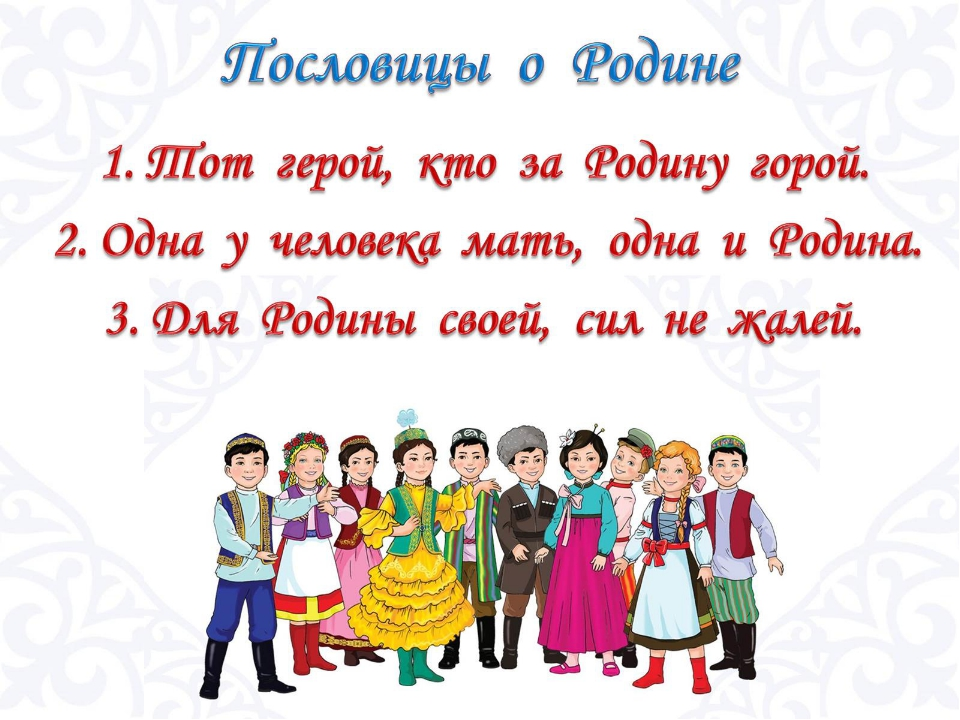 Пословицы о Родине
1. Тот герой, кто за Родину горой.
2. Одна у человека мать, одна и Родина.
3. Для Родины своей, сил не жалей.